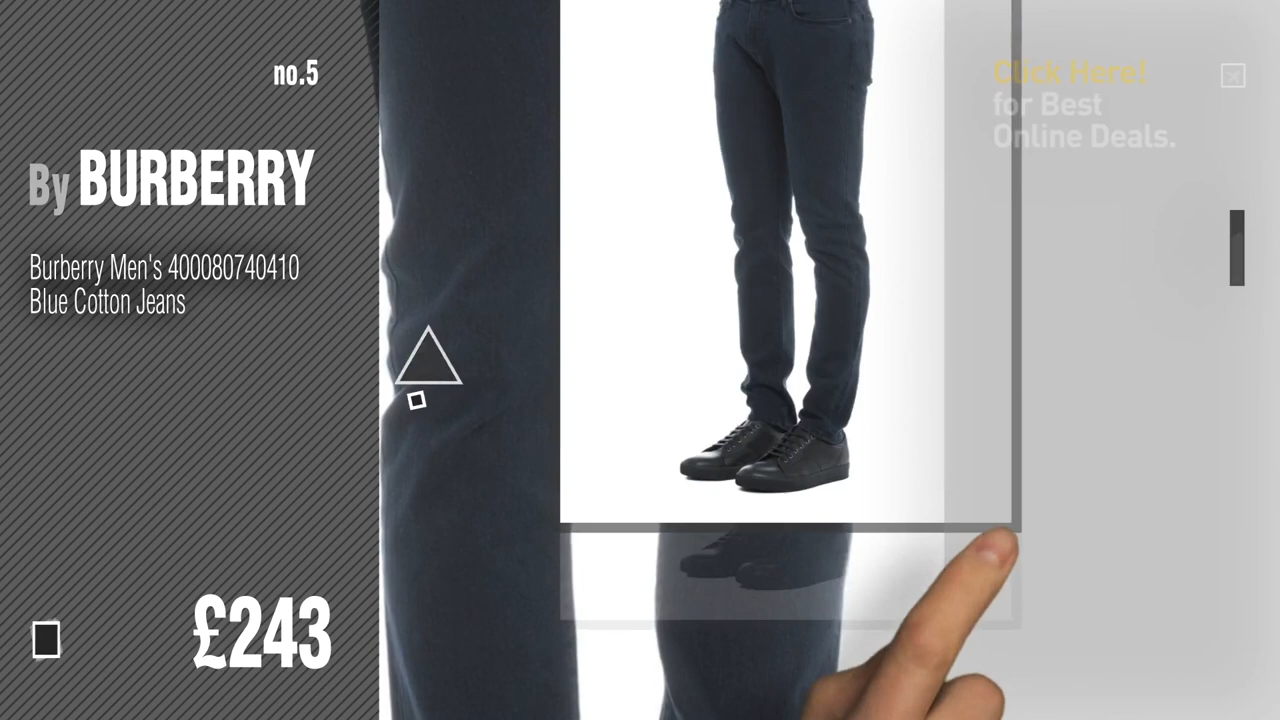 no.5
By BURBERRY
Burberry Men's 400080740410
Blue Cotton Jeans
£243
Click Here!
for Best
Online Deals.